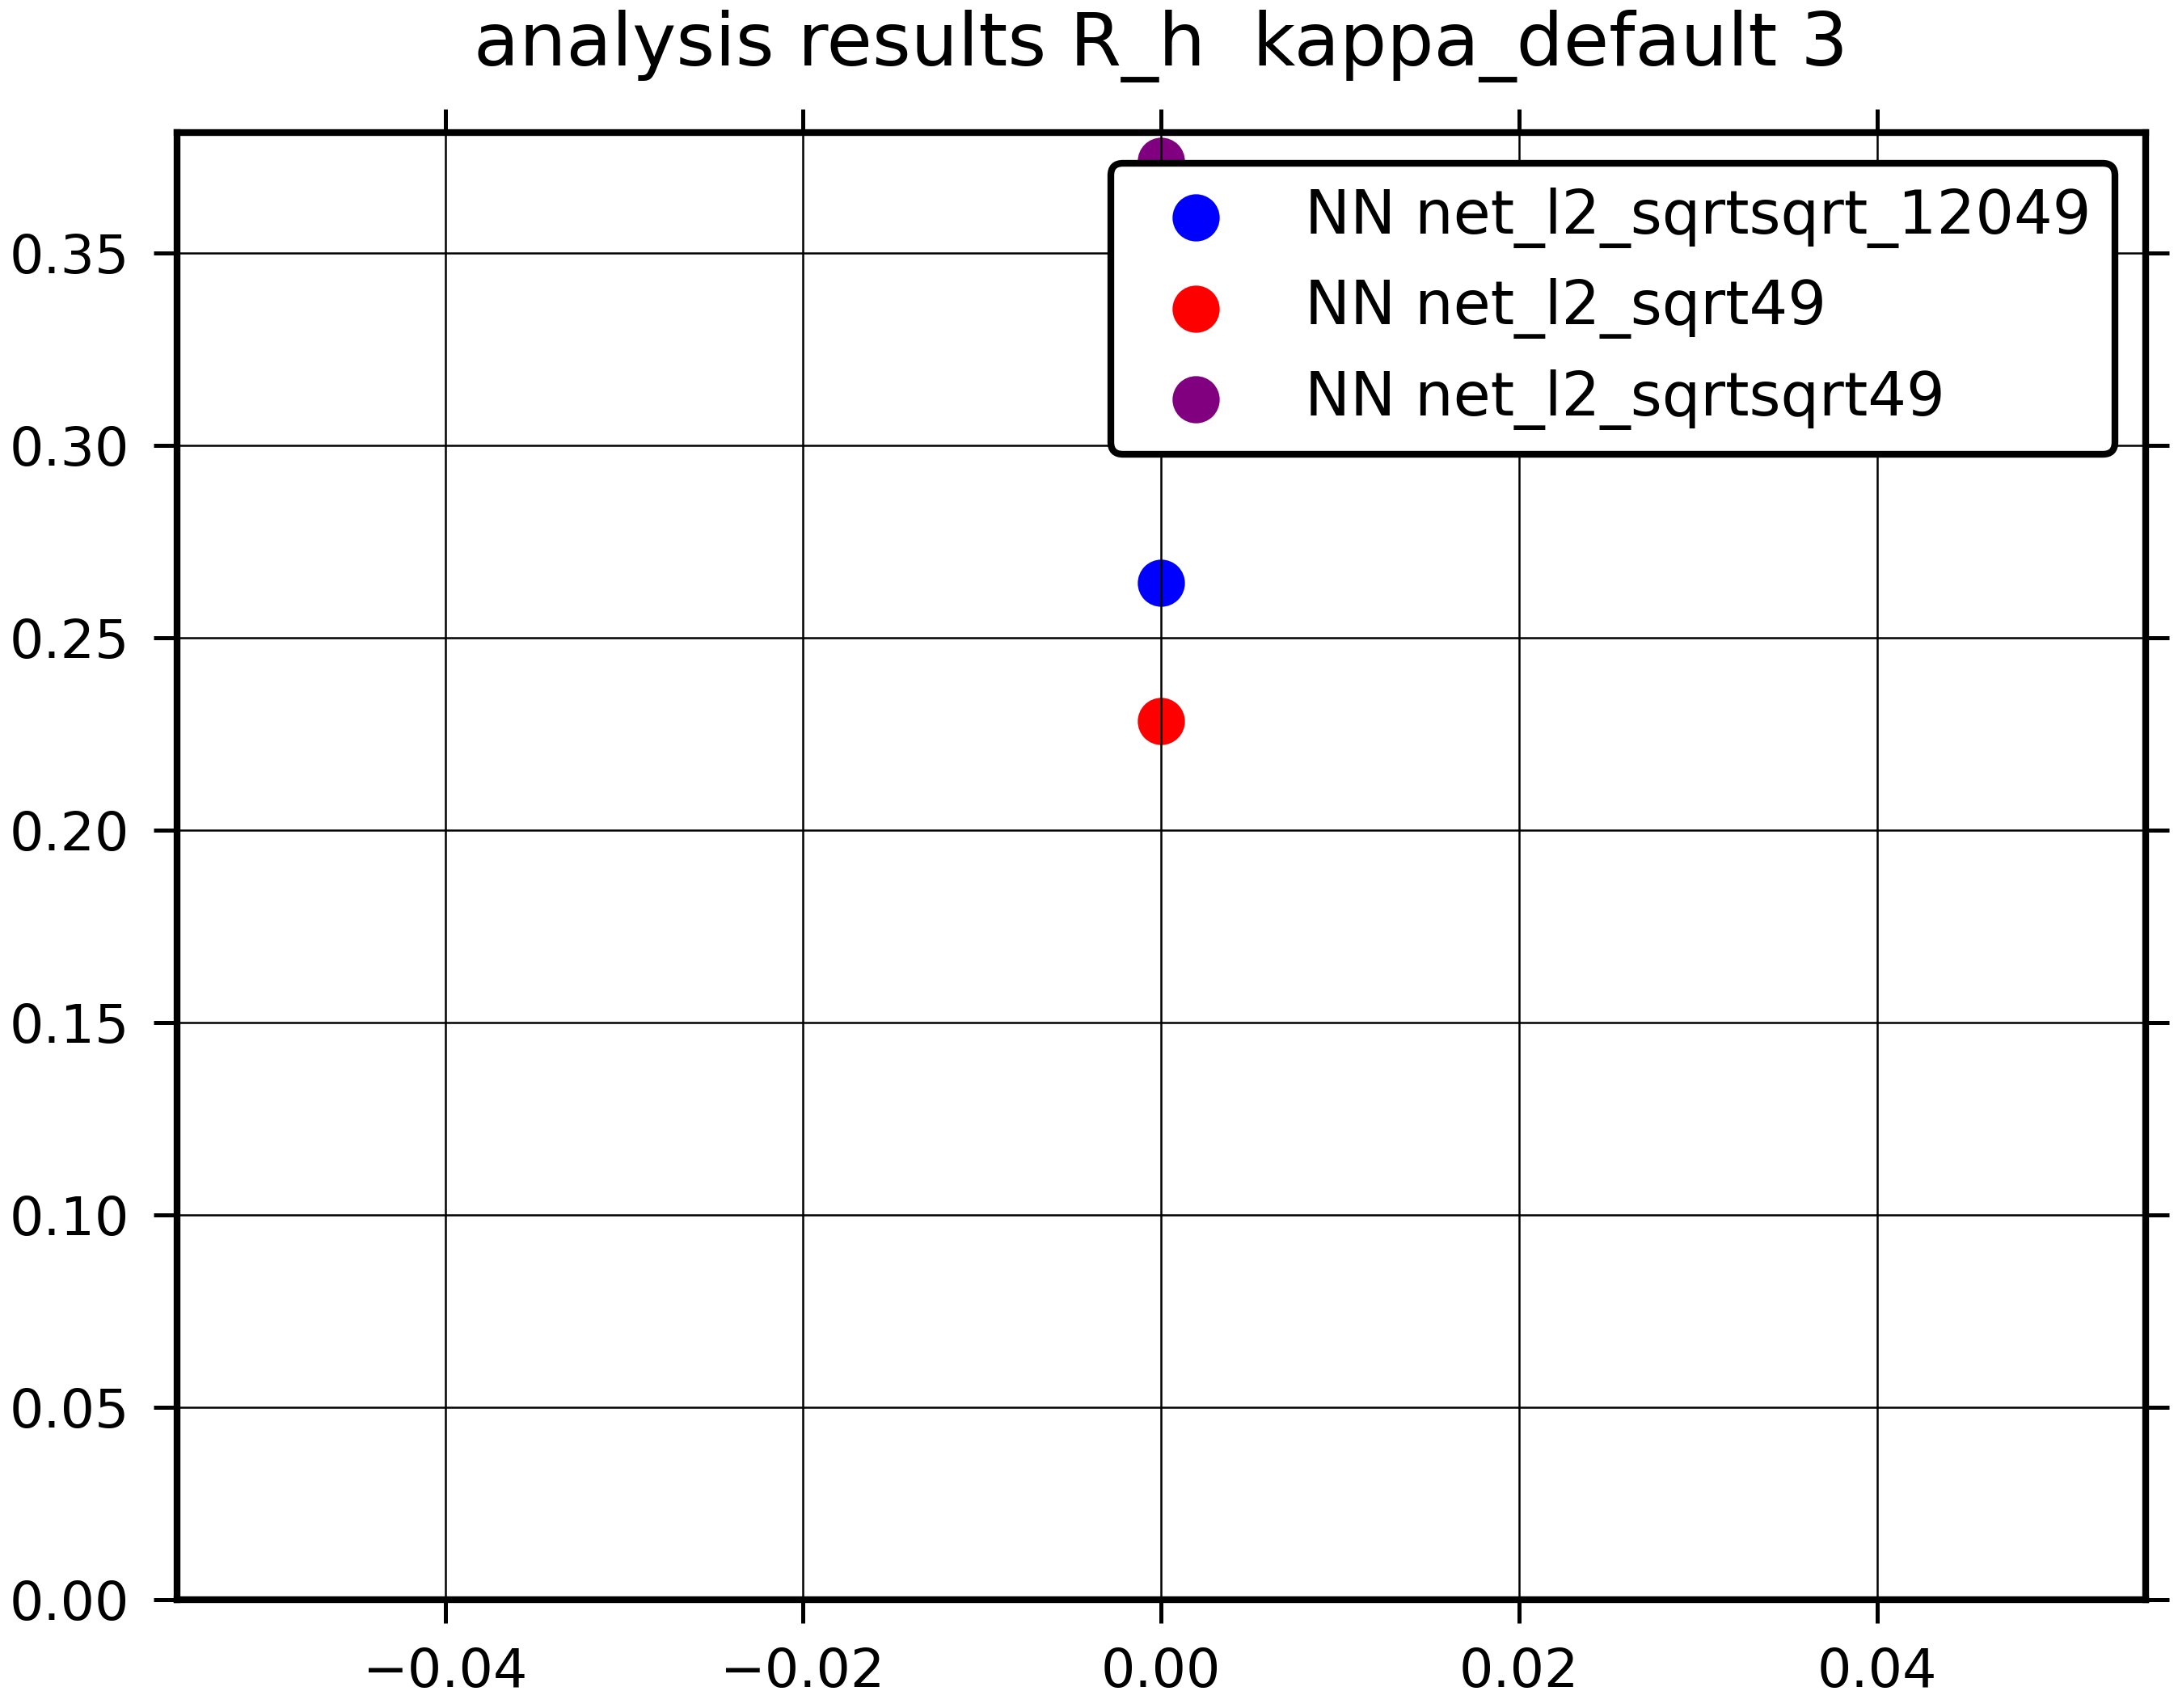 analysis results R_h  kappa_default 3
NN net_l2_sqrtsqrt_12049
NN net_l2_sqrt49
NN net_l2_sqrtsqrt49
0.35
0.30
0.25
0.20
0.15
0.10
0.05
0.00
−0.04 −0.02 0.00 0.02 0.04